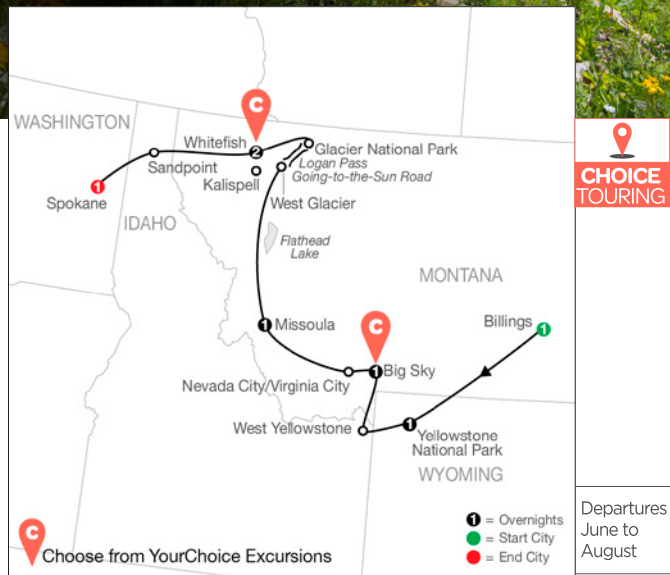 WASHINGTON
C
Whitefish
2
Glacier National Park
Logan Pass
Going-to-the-Sun Road
Sandpoint
Kalispell
1
Spokane
West Glacier
IDAHO
Flathead
Lake
MONTANA
CHOICE
TOURING
C
Billings
1
1
Missoula
1
Big Sky
Nevada City/Virginia City
West Yellowstone
1
Yellowstone
National Park
WYOMING
1 = Overnights
= Start City
= End City
C
Choose from YourChoice Excursions
Departures
June to
August